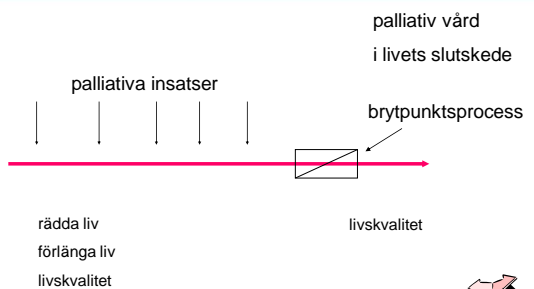 palliativ vård
i livets slutskede
palliativa insatser
brytpunktsprocess
rädda liv
förlänga liv
livskvalitet
livskvalitet